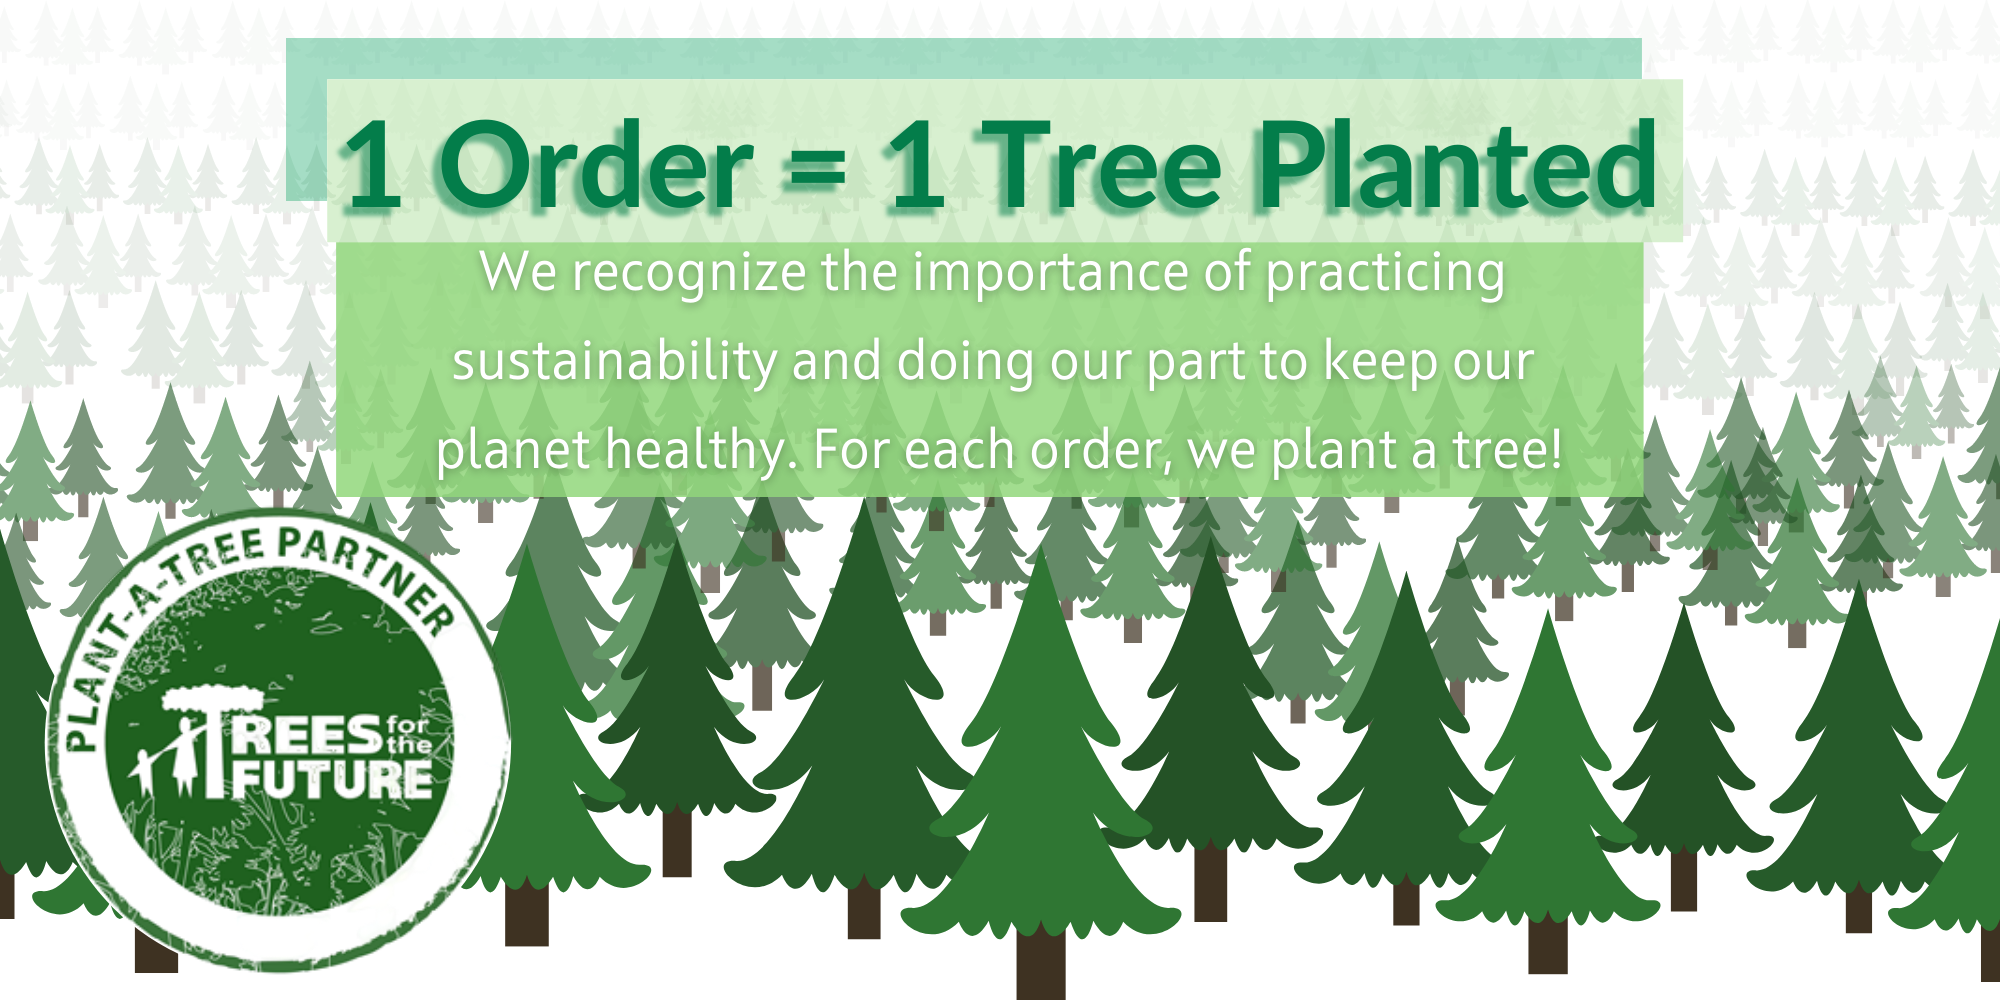 1 Order = 1 Tree Planted
We recognize the importance of practicing
sustainability and doing our part to keep our
planet healthy. For each order, we plant a tree!
PLANT-A-TREE PARTNER
TREES for
the
FUTURE